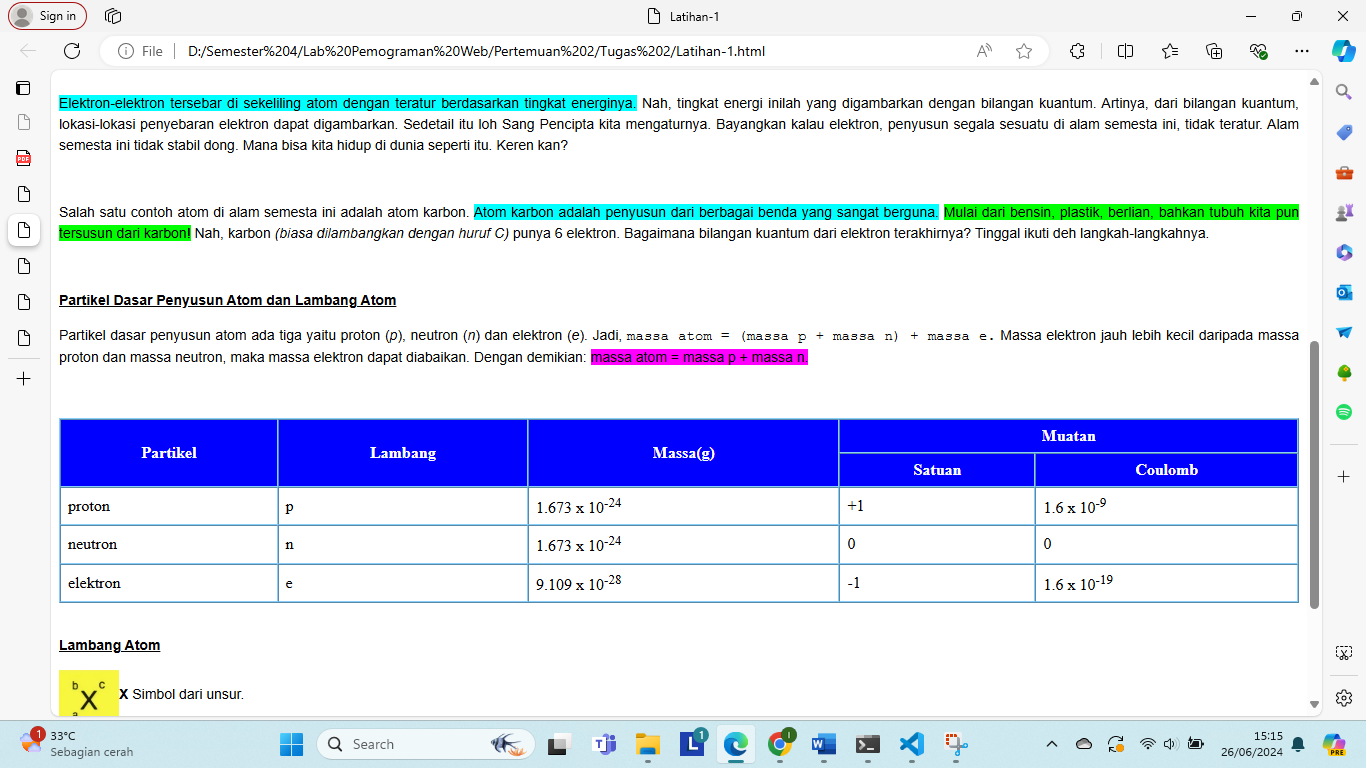 Sign in
Latihan-1
File
D:/Semester%204/Lab%20Pemograman%20Web/Pertemuan%202/Tugas%202/Latihan-1.html
Elektron-elektron tersebar di sekeliling atom dengan teratur berdasarkan tingkat energinya. Nah, tingkat energi inilah yang digambarkan dengan bilangan kuantum. Artinya, dari bilangan kuantum,
lokasi-lokasi penyebaran elektron dapat digambarkan. Sedetail itu loh Sang Pencipta kita mengaturnya. Bayangkan kalau elektron, penyusun segala sesuatu di alam semesta ini, tidak teratur. Alam
semesta ini tidak stabil dong. Mana bisa kita hidup di dunia seperti itu. Keren kan?
Salah satu contoh atom di alam semesta ini adalah atom karbon. Atom karbon adalah penyusun dari berbagai benda yang sangat berguna. Mulai dari bensin, plastik, berlian, bahkan tubuh kita pun
tersusun dari karbon! Nah, karbon (biasa dilambangkan dengan huruf C) punya 6 elektron. Bagaimana bilangan kuantum dari elektron terakhirnya? Tinggal ikuti deh langkah-langkahnya.
Partikel Dasar Penyusun Atom dan Lambang Atom
Partikel dasar penyusun atom ada tiga yaitu proton (p), neutron (n) dan elektron (e). Jadi, massa atom = (massa p + massa n) + massa e. Massa elektron jauh lebih kecil daripada massa
proton dan massa neutron, maka massa elektron dapat diabaikan. Dengan demikian: massa atom = massa p + massa n.
Partikel Lambang Massa(g) Muatan
Satuan Coulomb
proton p 1.673 x 10-24 +1 1.6 x 10-9
neutron n 1.673 x 10-24 0 0
elektron e 9.109 x 10-28 -1 1.6 x 10-19
Lambang Atom
b X c
X Simbol dari unsur.
1
33°C
Sebagian cerah
Search
1
15:15
26/06/2024
PRE